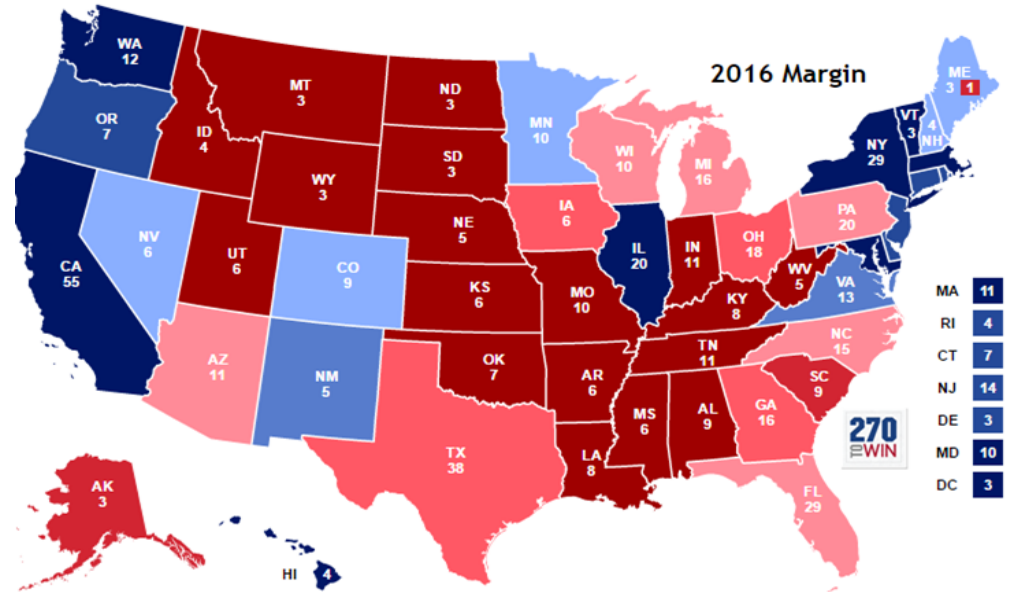 2016 Margin
WA
12
OR
7
CA
55
ID
4
NV
6
MT
3
WY
3
UT
6
AZ
11
CO
9
NM
5
ND
3
SD
3
NE
5
KS
6
OK
7
TX
38
MN
10
IA
6
MO
10
AR
6
LA
8
WI
10
IL
20
MI
16
IN
11
OH
18
KY
8
TN
11
MS
6
AL
9
GA
16
FL
29
SC
9
NC
15
VA
13
WV
5
PA
20
NY
29
VT
3
4
NH
ME
3 1
AK
3
HI 4
MA 11
RI 4
CT 7
NJ 14
DE 3
MD 10
DC 3
270
TO WIN